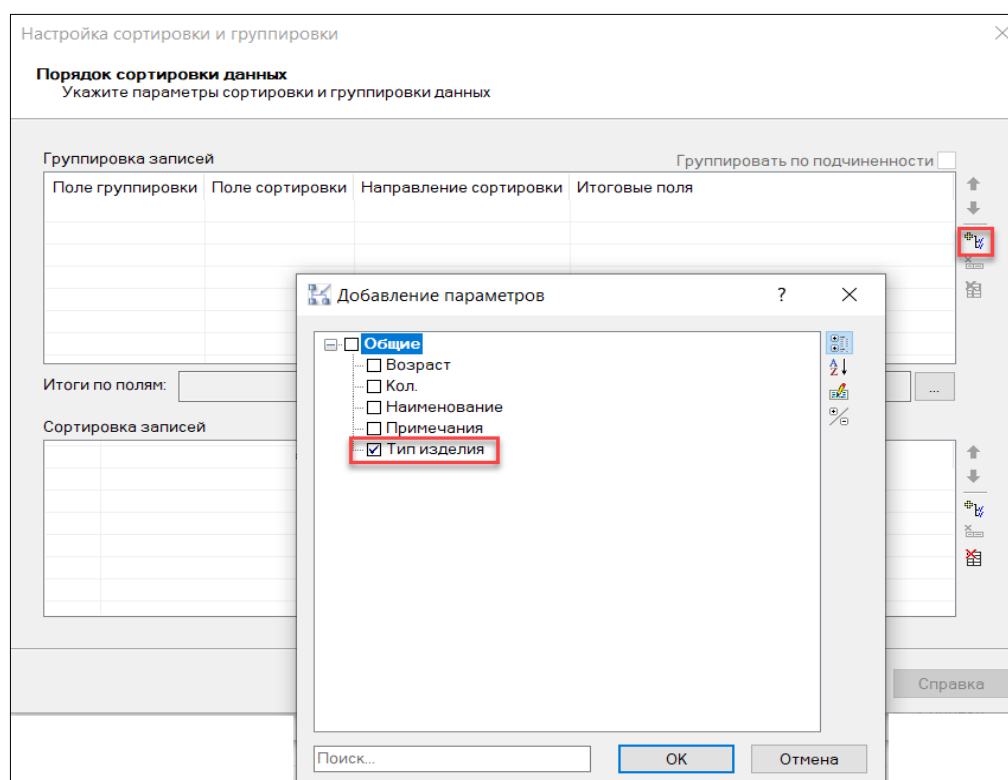 Настройка сортировки и группировки
Порядок сортировки данных
Укажите параметры сортировки и группировки данных
Группировка записей
Группировать по подчиненности
Поле группировки Поле сортировки Направление сортировки Итоговые поля
Добавление параметров ?
Общие
Возраст
Кол.
Наименование
Примечания
Тип изделия
Итоги по полям: ...
Сортировка записей
Справка
Поиск... OK Отмена